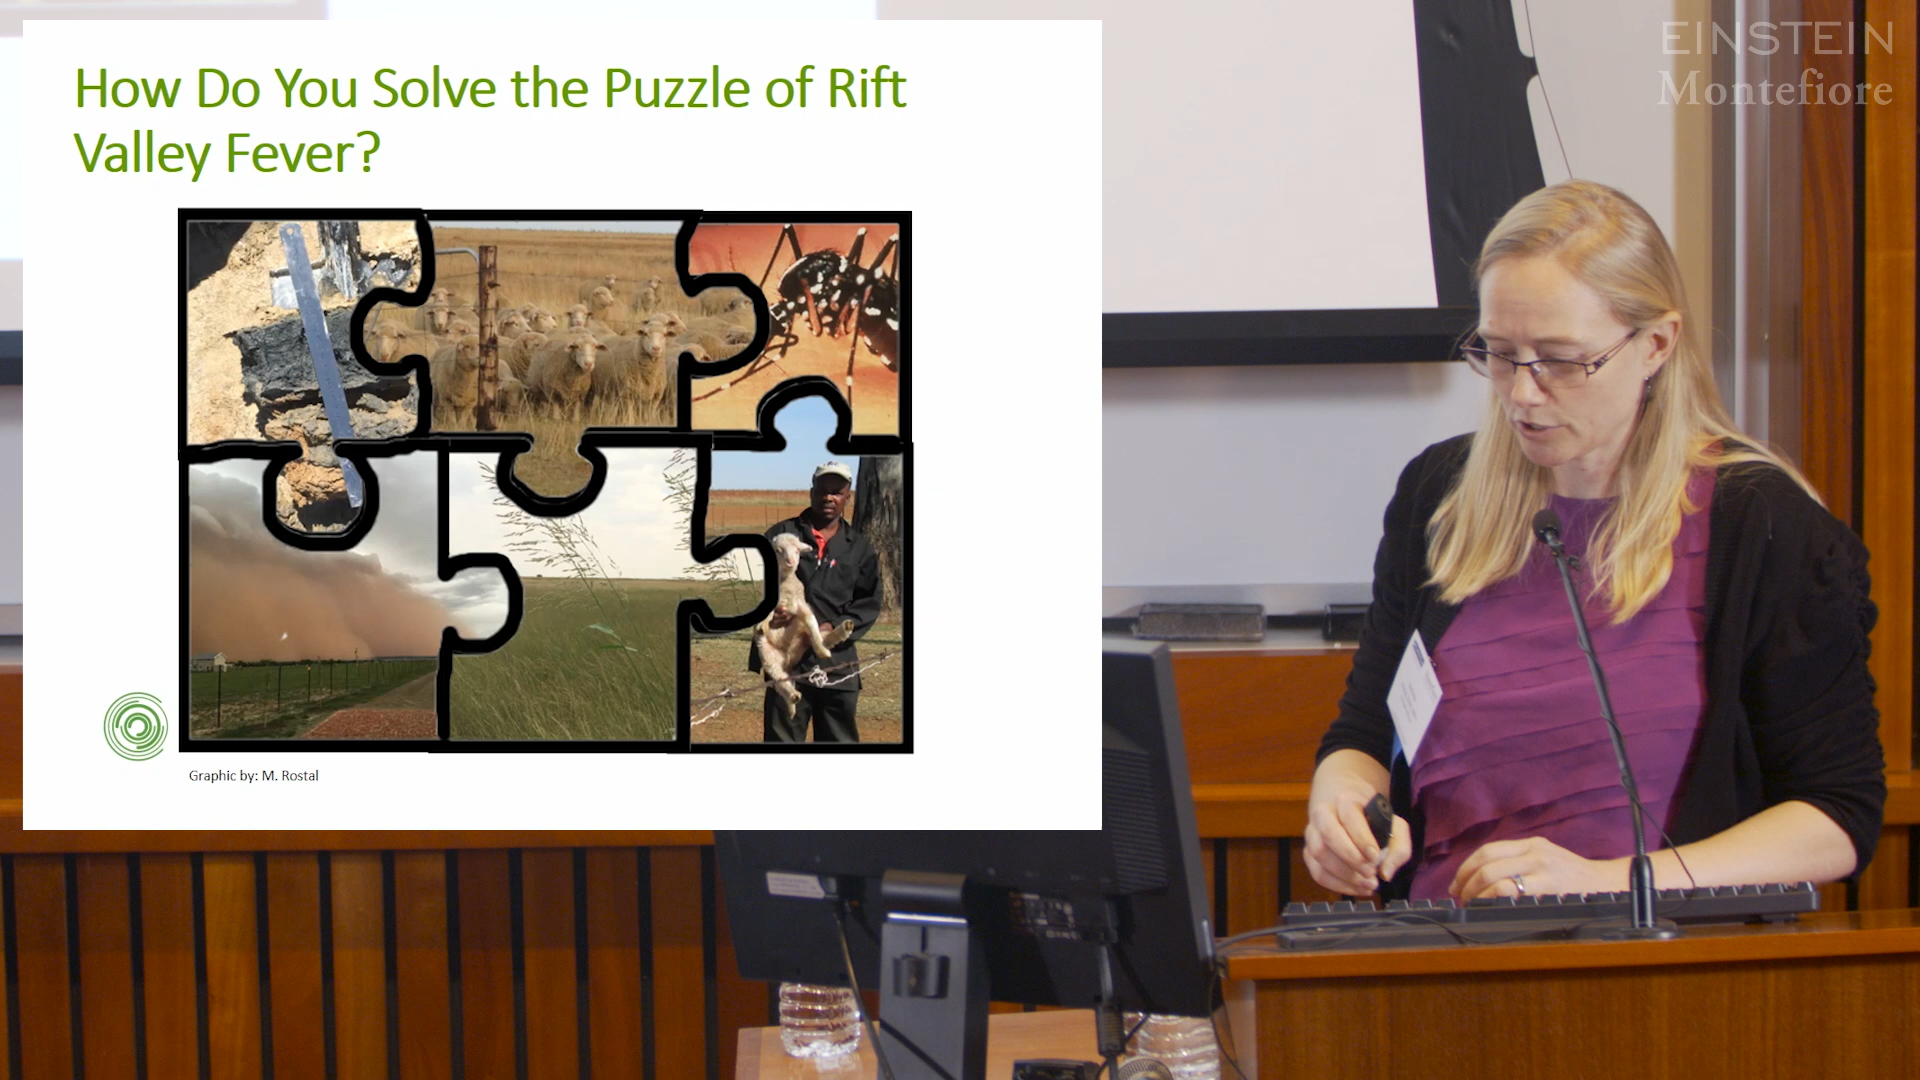 How Do You Solve the Puzzle of Rift
Valley Fever?
Graphic by: M. Rostal
EINSTEIN
Montefiore